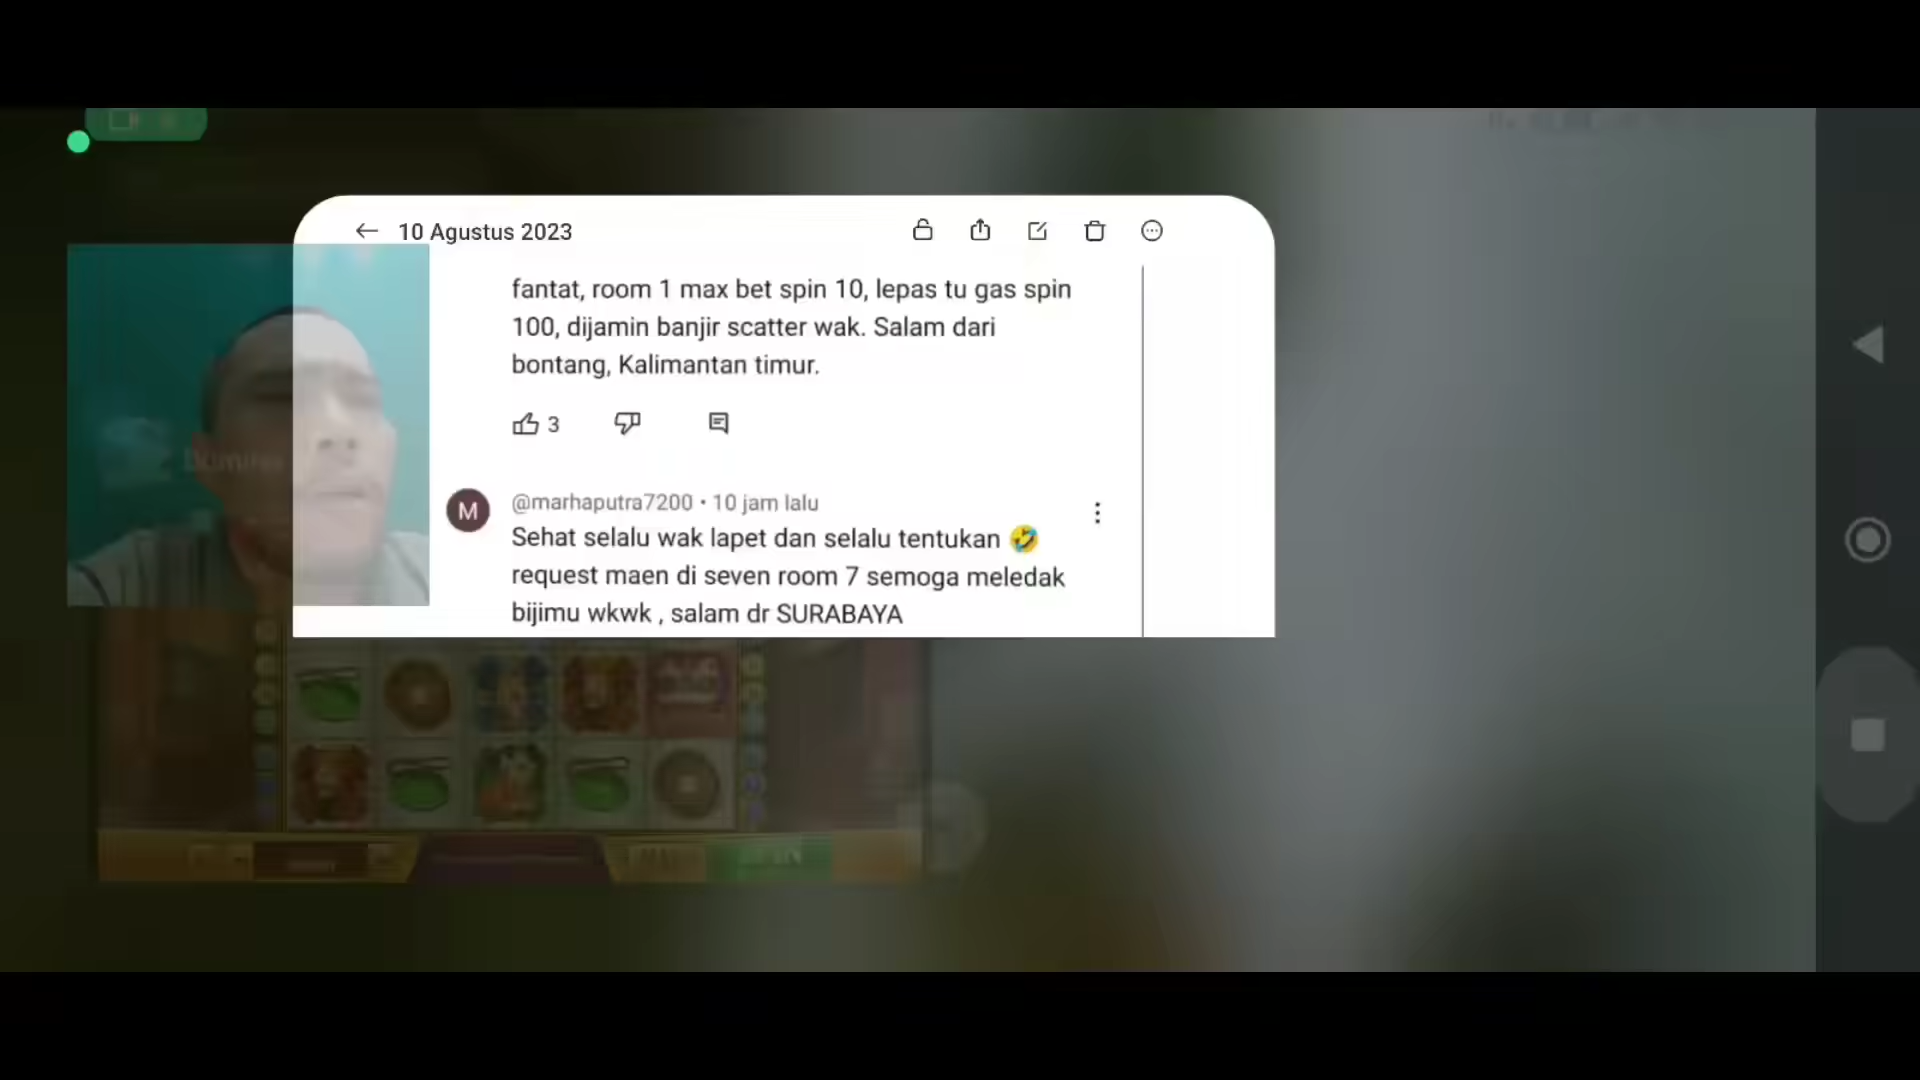 10 Agustus 2023
fantat, room 1 max bet spin 10, lepas tu gas spin
100, dijamin banjir scatter wak. Salam dari
bontang, Kalimantan timur.
3
M
@marhaputra7200 • 10 jam lalu
Sehat selalu wak lapet dan selalu tentukan 🤣
request maen di seven room 7 semoga meledak
bijimu wkwk , salam dr SURABAYA